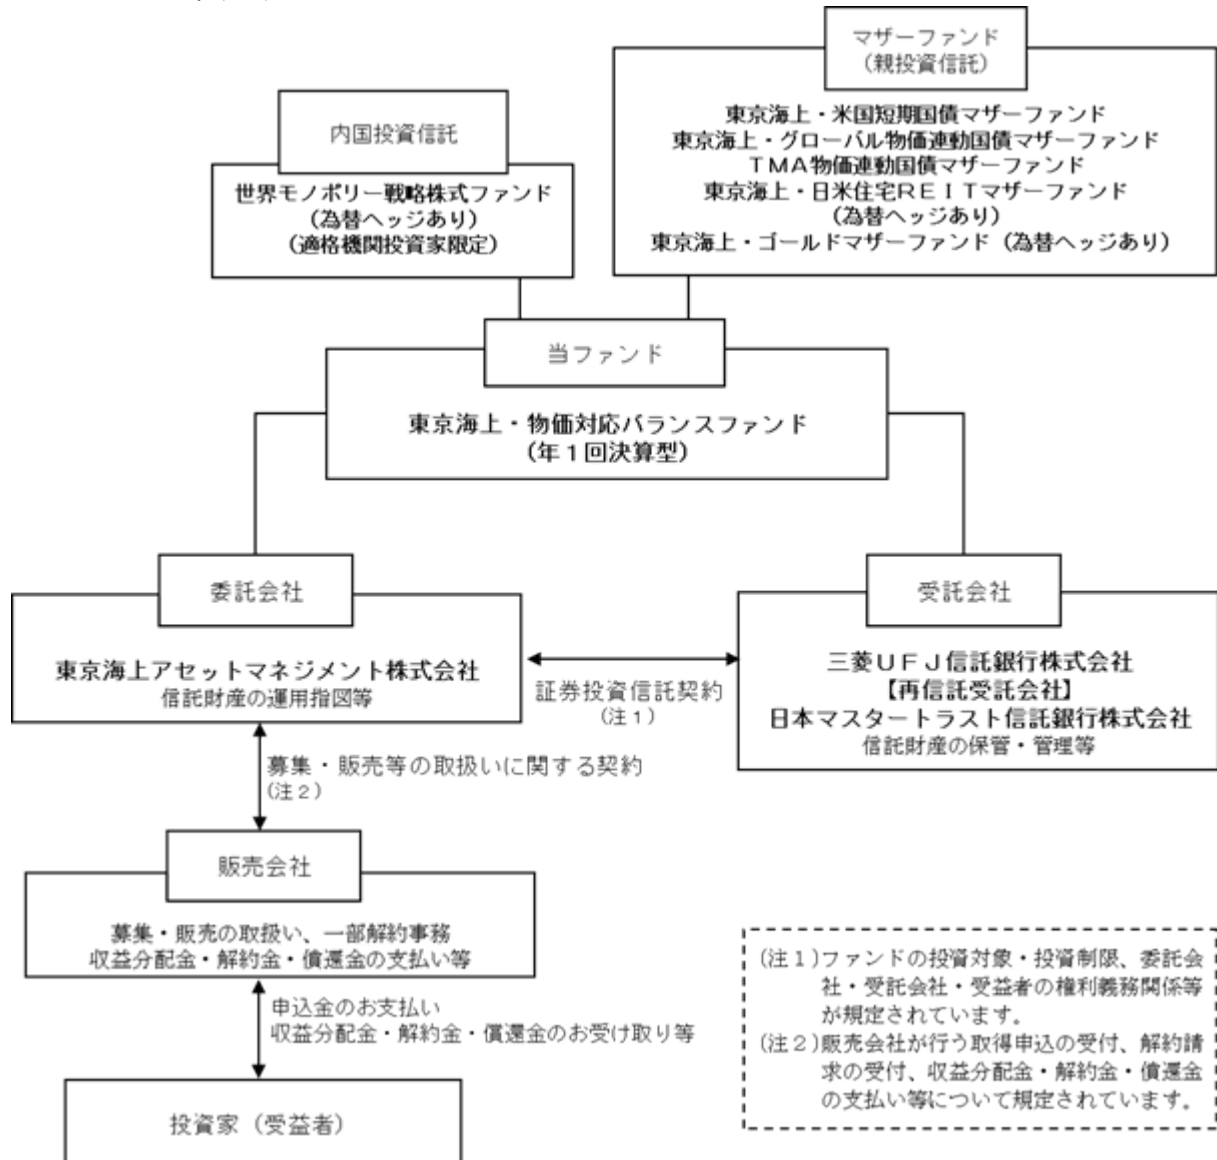 マザーファンド
（親投資信託）
東京海上・米国短期国債マザーファンド
東京海上・グローバル物価連動国債マザーファンド
ＴＭＡ物価連動国債マザーファンド
東京海上・日米住宅ＲＥＩＴマザーファンド
（為替ヘッジあり）
東京海上・ゴールドマザーファンド（為替ヘッジあり）
内国投資信託
世界モノポリー戦略株式ファンド
（為替ヘッジあり）
（適格機関投資家限定）
当ファンド
東京海上・物価対応バランスファンド
（年１回決算型）
委託会社
東京海上アセットマネジメント株式会社
信託財産の運用指図等
証券投資信託契約
（注１）
受託会社
三菱ＵＦＪ信託銀行株式会社
【再信託受託会社】
日本マスタートラスト信託銀行株式会社
信託財産の保管・管理等
募集・販売等の取扱いに関する契約
（注２）
販売会社
募集・販売の取扱い、一部解約事務
収益分配金・解約金・償還金の支払い等
申込金のお支払い
収益分配金・解約金・償還金のお受け取り等
投資家（受益者）
（注１）ファンドの投資対象・投資制限、委託会
社・受託会社・受益者の権利義務関係等
が規定されています。
（注２）販売会社が行う取得申込の受付、解約請
求の受付、収益分配金・解約金・償還金
の支払い等について規定されています。